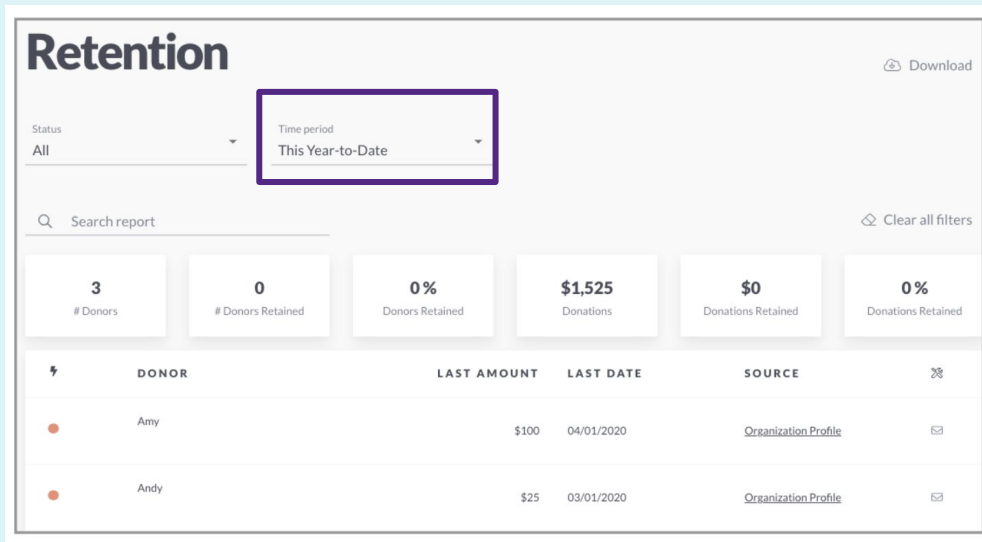 Retention
Download
Status
All
Time period
This Year-to-Date
Search report
Clear all filters
3
# Donors
0
# Donors Retained
0 %
Donors Retained
$1,525
Donations
$0
Donations Retained
0 %
Donations Retained
DONOR LAST AMOUNT LAST DATE SOURCE
Amy $100 04/01/2020 Organization Profile
Andy $25 03/01/2020 Organization Profile